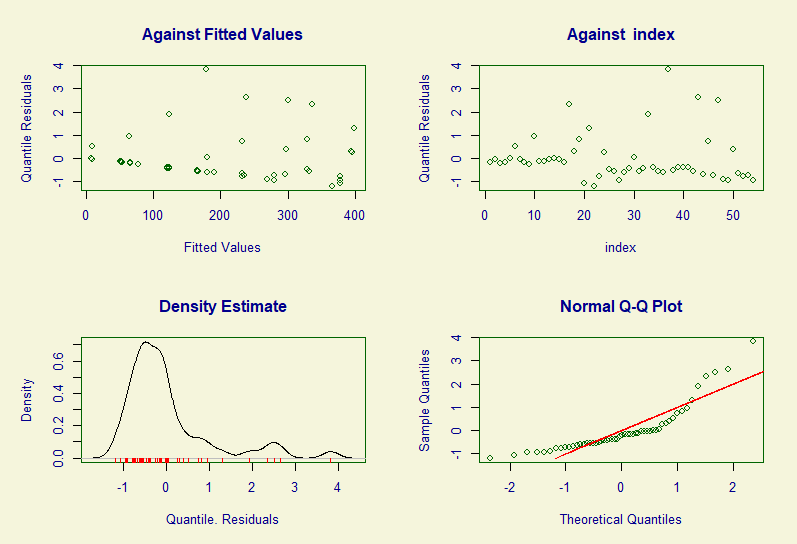 Against Fitted Values
Quantile Residuals
-1 0 1 2 3 4
0 100 200 300 400
Fitted Values
Against index
Quantile Residuals
-1 0 1 2 3 4
0 10 20 30 40 50
index
Density Estimate
Density
0.0 0.2 0.4 0.6
-1 0 1 2 3 4
Quantile. Residuals
Normal Q-Q Plot
Sample Quantiles
-1 0 1 2 3 4
-2 -1 0 1 2
Theoretical Quantiles